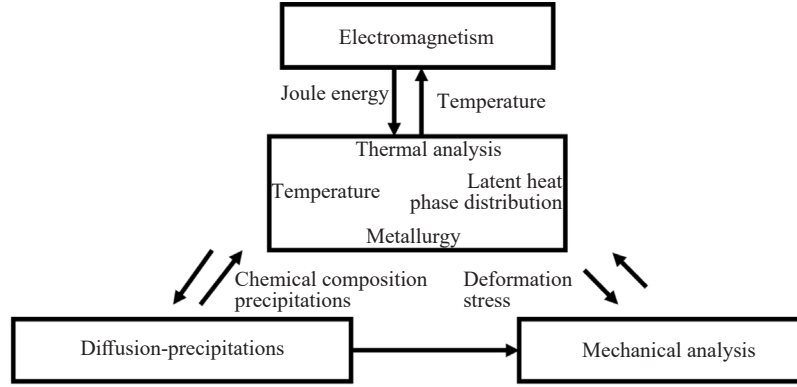 Electromagnetism
Joule energy
Temperature
Thermal analysis
Temperature
Latent heat
phase distribution
Metallurgy
Chemical composition
precipitations
Deformation
stress
Diffusion-precipitations
Mechanical analysis